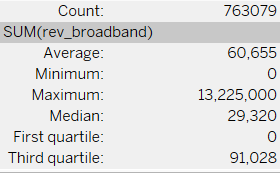 Count: 763079
SUM(rev_broadband)
Average: 60,655
Minimum: 0
Maximum: 13,225,000
Median: 29,320
First quartile: 0
Third quartile: 91,028